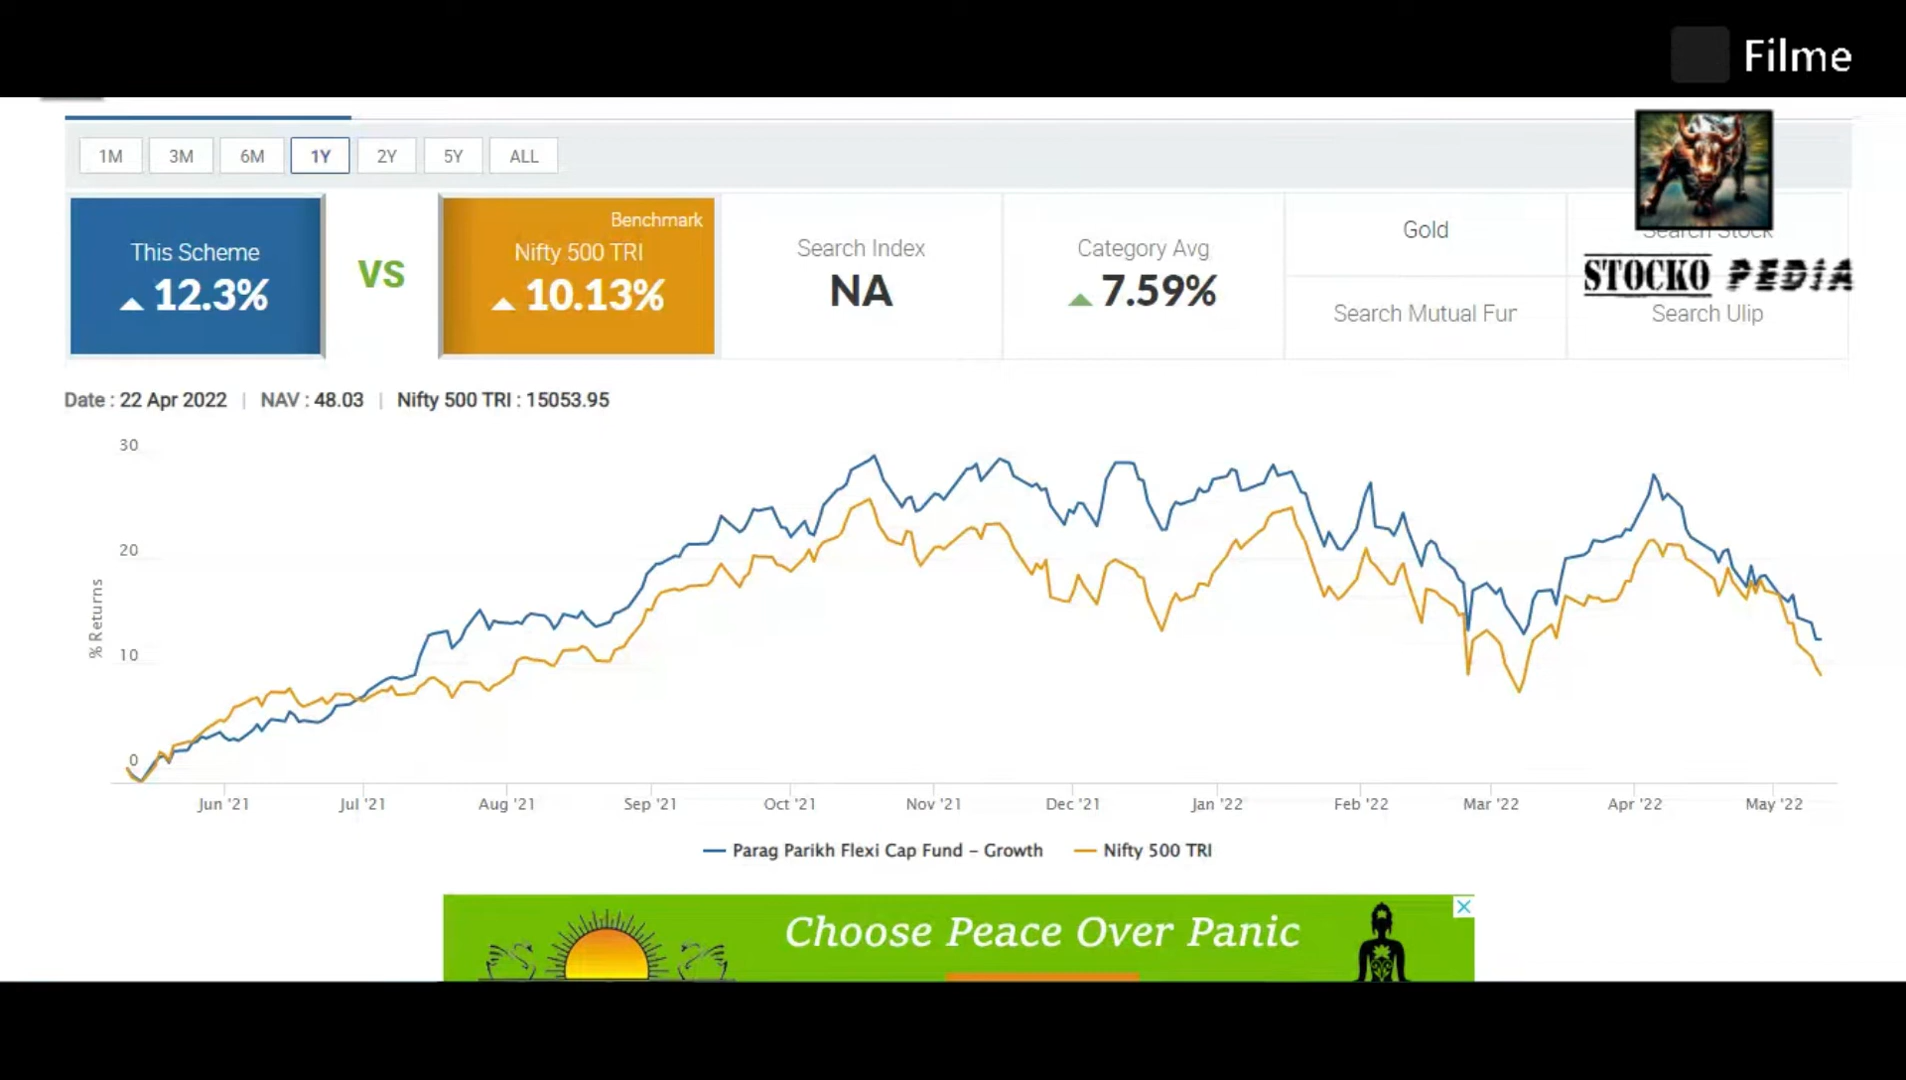 Filme
1M 3M 6M 1Y 2Y 5Y ALL
This Scheme
12.3%
VS
Benchmark
Nifty 500 TRI
10.13%
Search Index
NA
Category Avg
7.59%
Gold
Search Mutual Fur
Search Stock
STOCKO PEDIA
Search Ulip
Date : 22 Apr 2022 | NAV : 48.03 | Nifty 500 TRI : 15053.95
% Returns
30
20
10
0
Jun '21 Jul '21 Aug '21 Sep '21 Oct '21 Nov '21 Dec '21 Jan '22 Feb '22 Mar '22 Apr '22 May '22
Parag Parikh Flexi Cap Fund – Growth Nifty 500 TRI
Choose Peace Over Panic